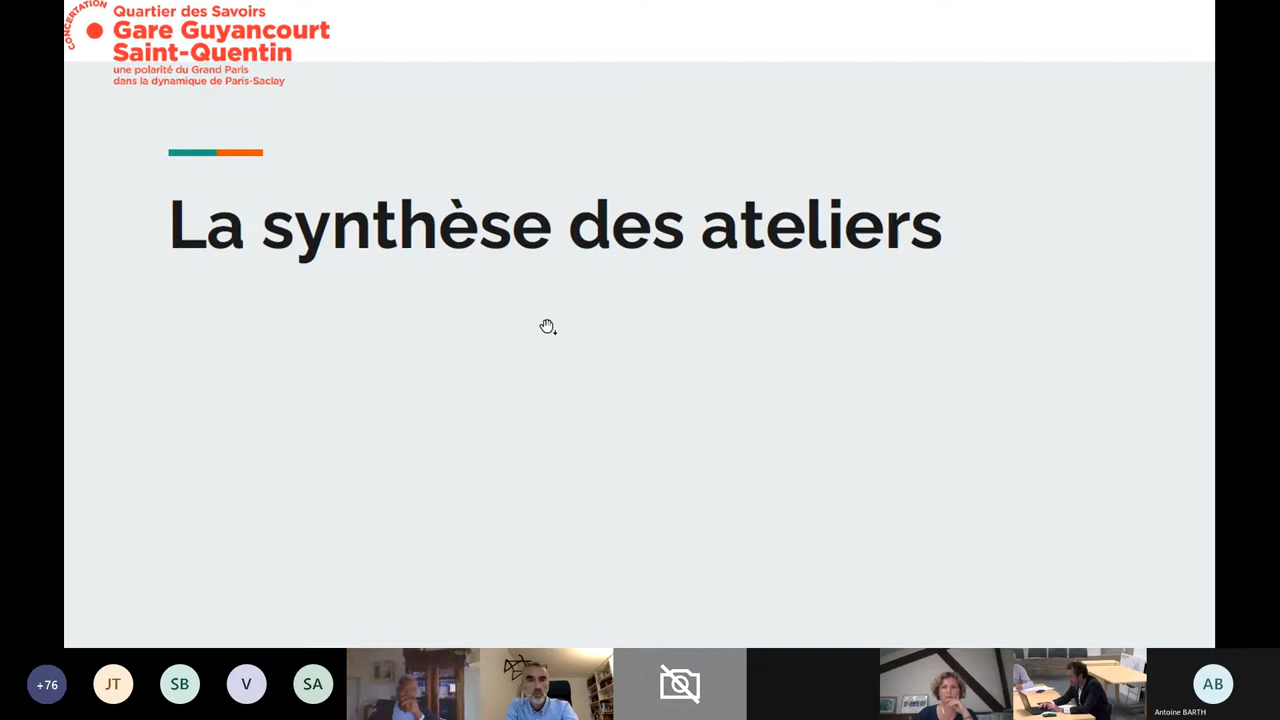 CONCERTATION
Quartier des Savoirs
Gare Guyancourt
Saint-Quentin
une polarité du Grand Paris
dans la dynamique de Paris-Saclay
La synthèse des ateliers
+76
JT
SB
V
SA
AB
Antoine BARTH